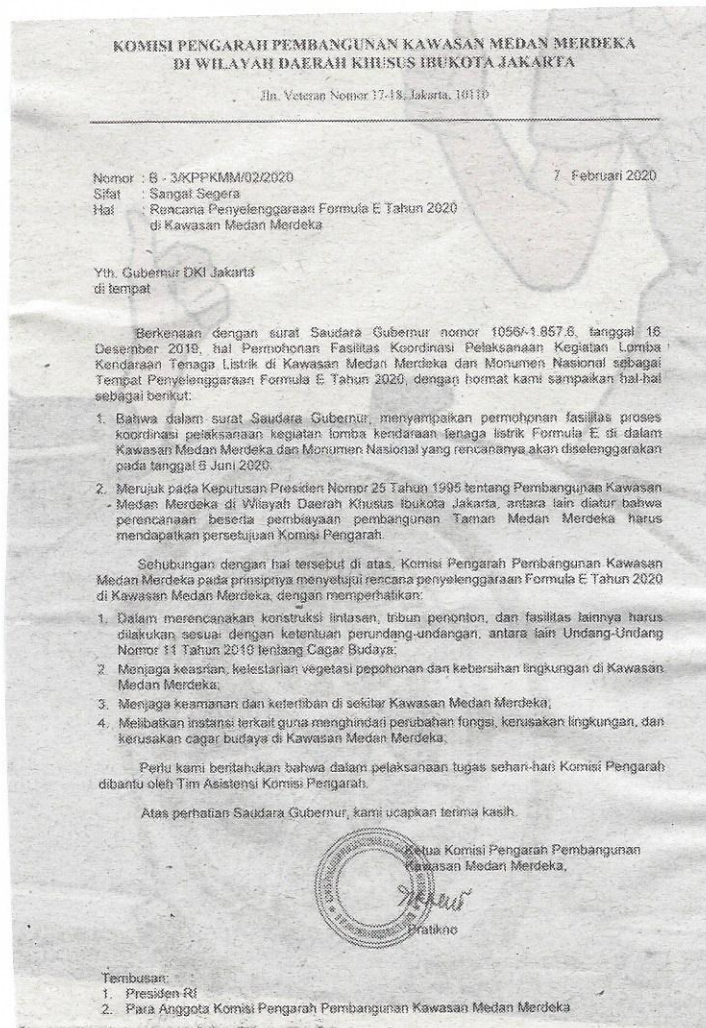 KOMISI PENGARAH PEMBANGUNAN KAWASAN MEDAN MERDEKA
DI WILAYAH DAERAH KHUSUS IBUKOTA JAKARTA
Jln. Veteran Nomor 17-18, Jakarta, 10110
Nomor : B - 3/KPPKMM/02/2020 7 Februari 2020
Sifat : Sangat Segera
Hal : Rencana Penyelenggaraan Formula E Tahun 2020
di Kawasan Medan Merdeka
Yth. Gubernur DKI Jakarta
di tempat
Berkenaan dengan surat Saudara Gubernur nomor 1056/-1.857.6, tanggal 16
Desember 2019, hal Permohonan Fasilitas Koordinasi Pelaksanaan Kegiatan Lomba
Kendaraan Tenaga Listrik di Kawasan Medan Merdeka dan Monumen Nasional sebagai
Tempat Penyelenggaraan Formula E Tahun 2020, dengan hormat kami sampaikan hal-hal
sebagai berikut:
1. Bahwa dalam surat Saudara Gubernur, menyampaikan permohonan fasilitas proses
koordinasi pelaksanaan kegiatan lomba kendaraan tenaga listrik Formula E di dalam
Kawasan Medan Merdeka dan Monumen Nasional yang rencananya akan diselenggarakan
pada tanggal 6 Juni 2020.
2. Merujuk pada Keputusan Presiden Nomor 25 Tahun 1995 tentang Pembangunan Kawasan
Medan Merdeka di Wilayah Daerah Khusus Ibukota Jakarta, antara lain diatur bahwa
perencanaan beserta pembiayaan pembangunan Taman Medan Merdeka harus
mendapatkan persetujuan Komisi Pengarah.
Sehubungan dengan hal tersebut di atas, Komisi Pengarah Pembangunan Kawasan
Medan Merdeka pada prinsipnya menyetujui rencana penyelenggaraan Formula E Tahun 2020
di Kawasan Medan Merdeka, dengan memperhatikan:
1. Dalam merencanakan konstruksi lintasan, tribun penonton, dan fasilitas lainnya harus
dilakukan sesuai dengan ketentuan perundang-undangan, antara lain Undang-Undang
Nomor 11 Tahun 2010 tentang Cagar Budaya;
2. Menjaga keasrian, kelestarian vegetasi pepohonan dan kebersihan lingkungan di Kawasan
Medan Merdeka;
3. Menjaga keamanan dan ketertiban di sekitar Kawasan Medan Merdeka;
4. Melibatkan instansi terkait guna menghindari perubahan fungsi, kerusakan lingkungan, dan
kerusakan cagar budaya di Kawasan Medan Merdeka;
Perlu kami beritahukan bahwa dalam pelaksanaan tugas sehari-hari Komisi Pengarah
dibantu oleh Tim Asistensi Komisi Pengarah.
Atas perhatian Saudara Gubernur, kami ucapkan terima kasih.
Ketua Komisi Pengarah Pembangunan
Kawasan Medan Merdeka,
Pratikno
Tembusan:
1. Presiden RI
2. Para Anggota Komisi Pengarah Pembangunan Kawasan Medan Merdeka